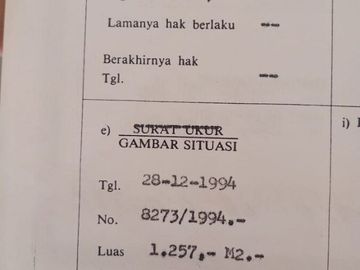 Lamanya hak berlaku --
Berakhirnya hak
Tgl. --
e) SURAT UKUR
GAMBAR SITUASI
i)
Tgl. 28-12-1994
No. 8273/1994.-
Luas 1.257,- M2.-